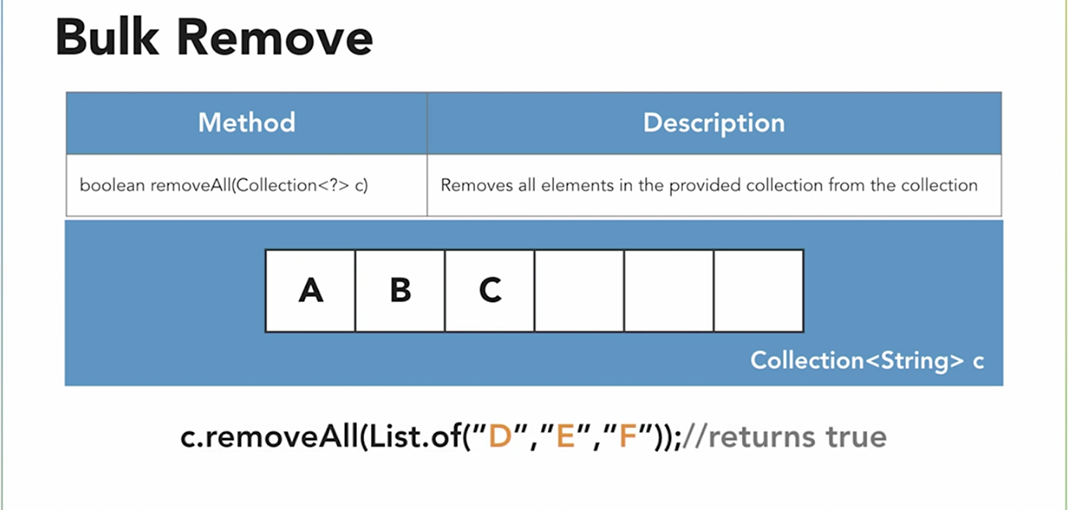 Bulk Remove
Method Description
boolean removeAll(Collection<?> c) Removes all elements in the provided collection from the collection
A B C
Collection<String> c
c.removeAll(List.of("D","E","F"));//returns true